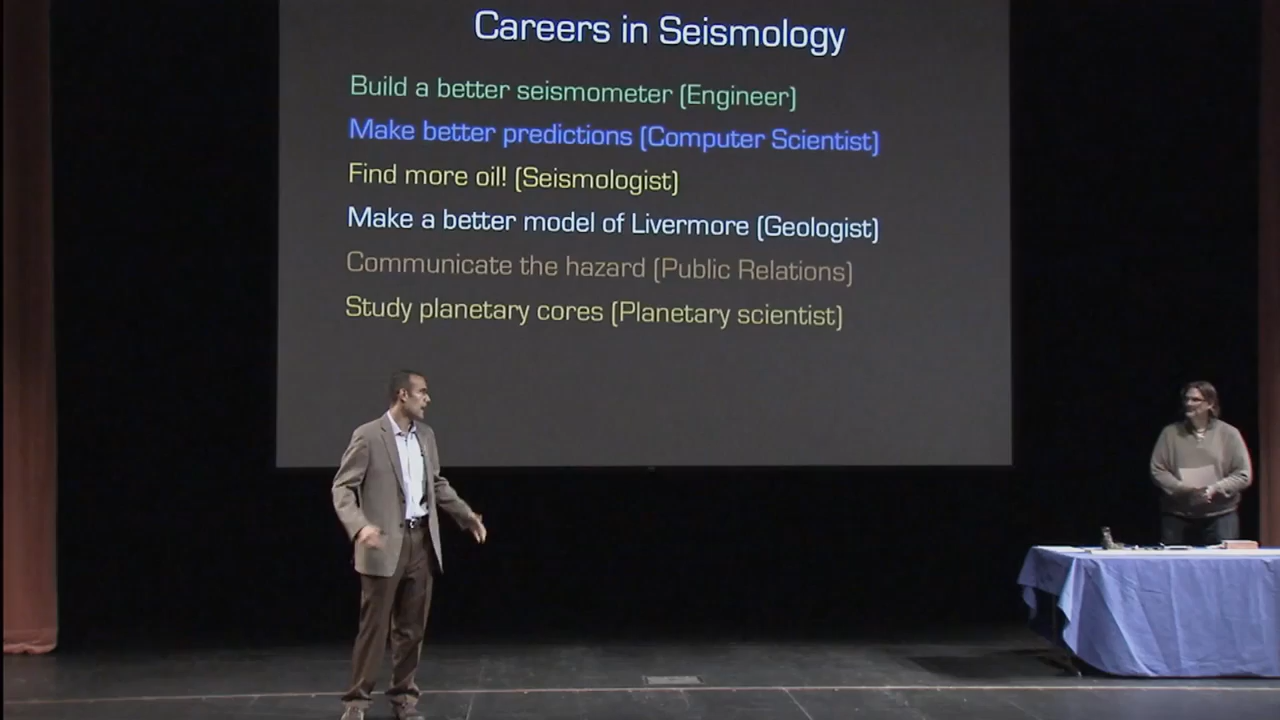 Careers in Seismology
Build a better seismometer (Engineer)
Make better predictions (Computer Scientist)
Find more oil! (Seismologist)
Make a better model of Livermore (Geologist)
Communicate the hazard (Public Relations)
Study planetary cores (Planetary scientist)